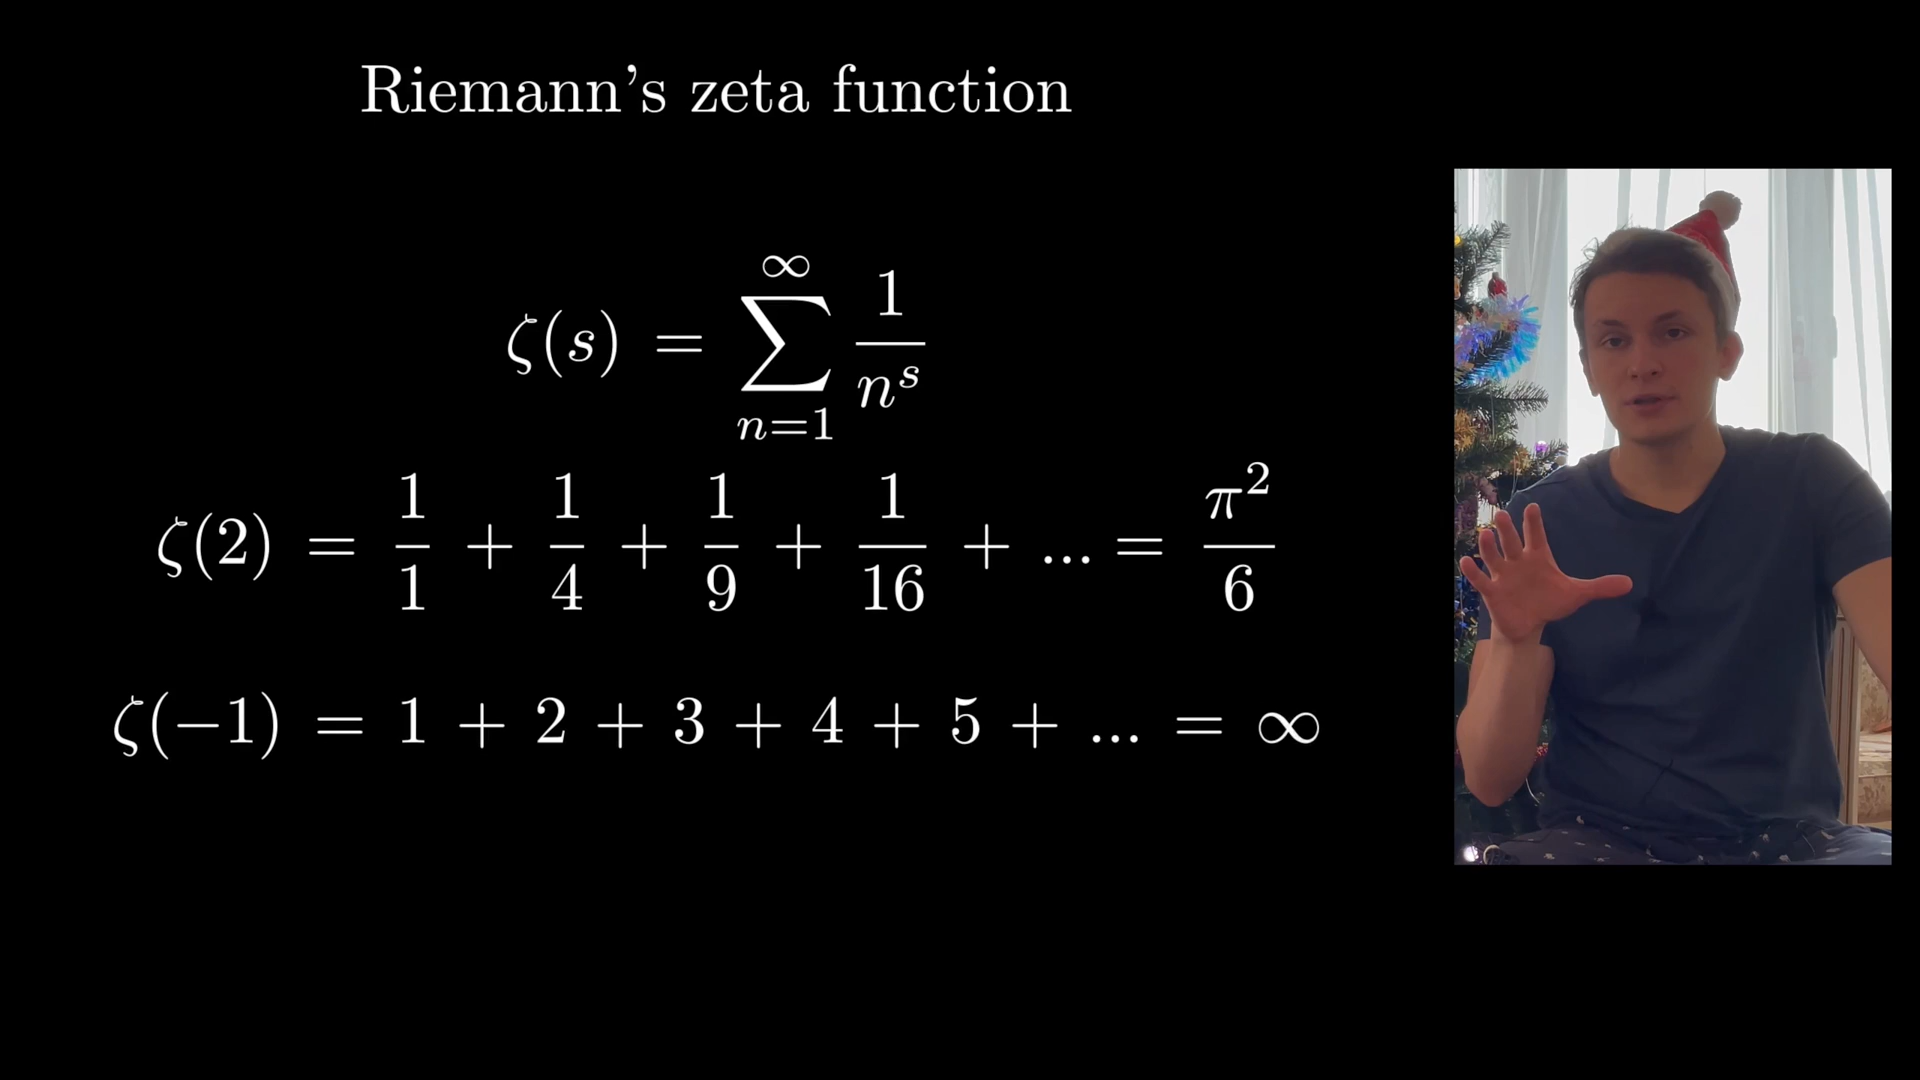 Riemann's zeta function
ζ(s) = ∑_{n=1}^{∞} 1/n^s
ζ(2) = 1/1 + 1/4 + 1/9 + 1/16 + ... = π²/6
ζ(−1) = 1 + 2 + 3 + 4 + 5 + ... = ∞